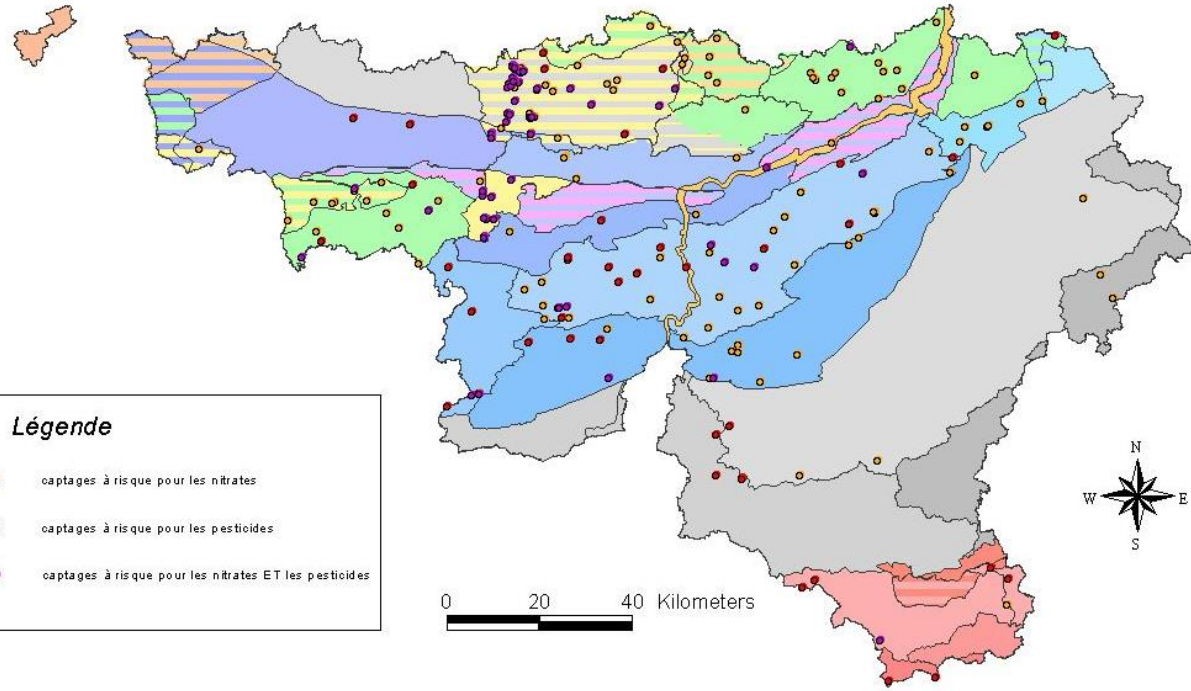 Légende
captages à risque pour les nitrates
captages à risque pour les pesticides
captages à risque pour les nitrates ET les pesticides
0 20 40 Kilometers
N
W E
S